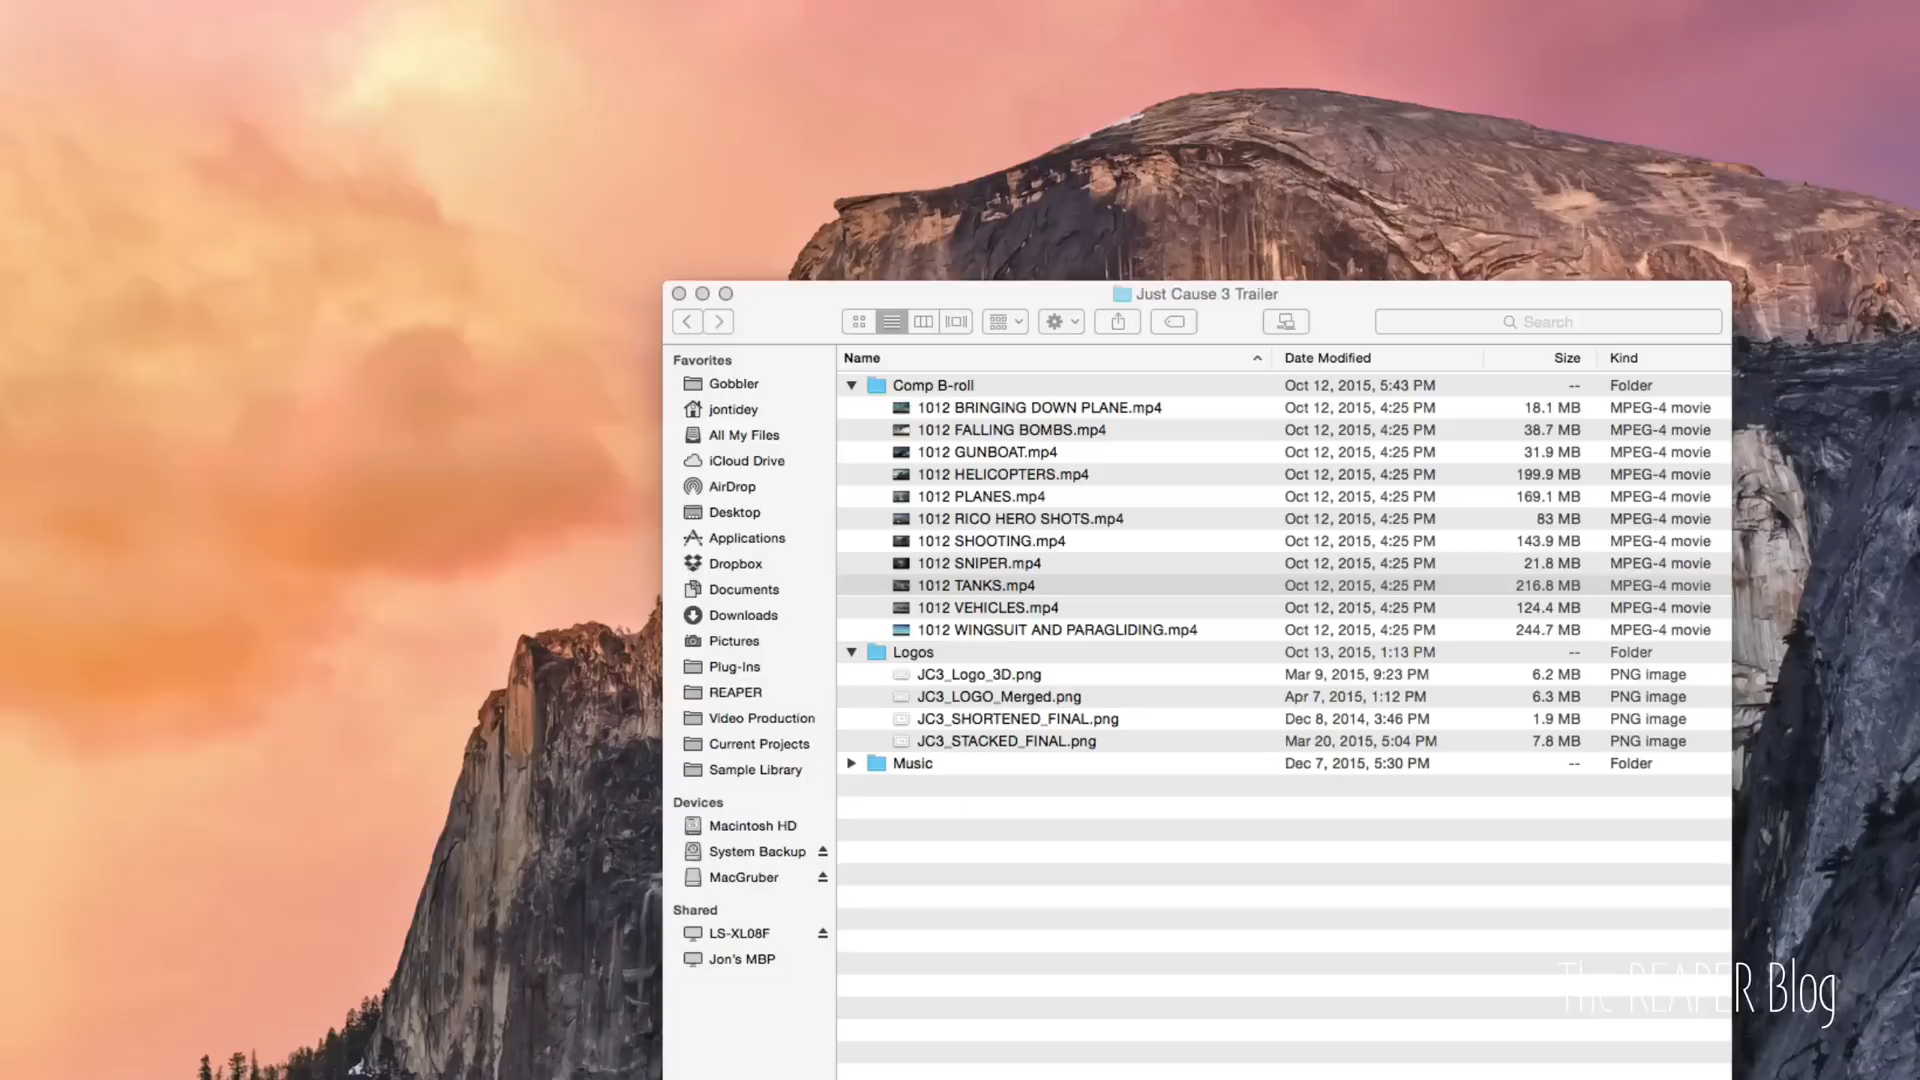 Just Cause 3 Trailer
Search
Favorites
Gobbler
jontidey
All My Files
iCloud Drive
AirDrop
Desktop
Applications
Dropbox
Documents
Downloads
Pictures
Plug-Ins
REAPER
Video Production
Current Projects
Sample Library
Devices
Macintosh HD
System Backup
MacGruber
Shared
LS-XL08F
Jon's MBP
Name Date Modified Size Kind
Comp B-roll Oct 12, 2015, 5:43 PM -- Folder
1012 BRINGING DOWN PLANE.mp4 Oct 12, 2015, 4:25 PM 18.1 MB MPEG-4 movie
1012 FALLING BOMBS.mp4 Oct 12, 2015, 4:25 PM 38.7 MB MPEG-4 movie
1012 GUNBOAT.mp4 Oct 12, 2015, 4:25 PM 31.9 MB MPEG-4 movie
1012 HELICOPTERS.mp4 Oct 12, 2015, 4:25 PM 199.9 MB MPEG-4 movie
1012 PLANES.mp4 Oct 12, 2015, 4:25 PM 169.1 MB MPEG-4 movie
1012 RICO HERO SHOTS.mp4 Oct 12, 2015, 4:25 PM 83 MB MPEG-4 movie
1012 SHOOTING.mp4 Oct 12, 2015, 4:25 PM 143.9 MB MPEG-4 movie
1012 SNIPER.mp4 Oct 12, 2015, 4:25 PM 21.8 MB MPEG-4 movie
1012 TANKS.mp4 Oct 12, 2015, 4:25 PM 216.8 MB MPEG-4 movie
1012 VEHICLES.mp4 Oct 12, 2015, 4:25 PM 124.4 MB MPEG-4 movie
1012 WINGSUIT AND PARAGLIDING.mp4 Oct 12, 2015, 4:25 PM 244.7 MB MPEG-4 movie
Logos Oct 13, 2015, 1:13 PM -- Folder
JC3_Logo_3D.png Mar 9, 2015, 9:23 PM 6.2 MB PNG image
JC3_LOGO_Merged.png Apr 7, 2015, 1:12 PM 6.3 MB PNG image
JC3_SHORTENED_FINAL.png Dec 8, 2014, 3:46 PM 1.9 MB PNG image
JC3_STACKED_FINAL.png Mar 20, 2015, 5:04 PM 7.8 MB PNG image
Music Dec 7, 2015, 5:30 PM -- Folder
The REAPER Blog